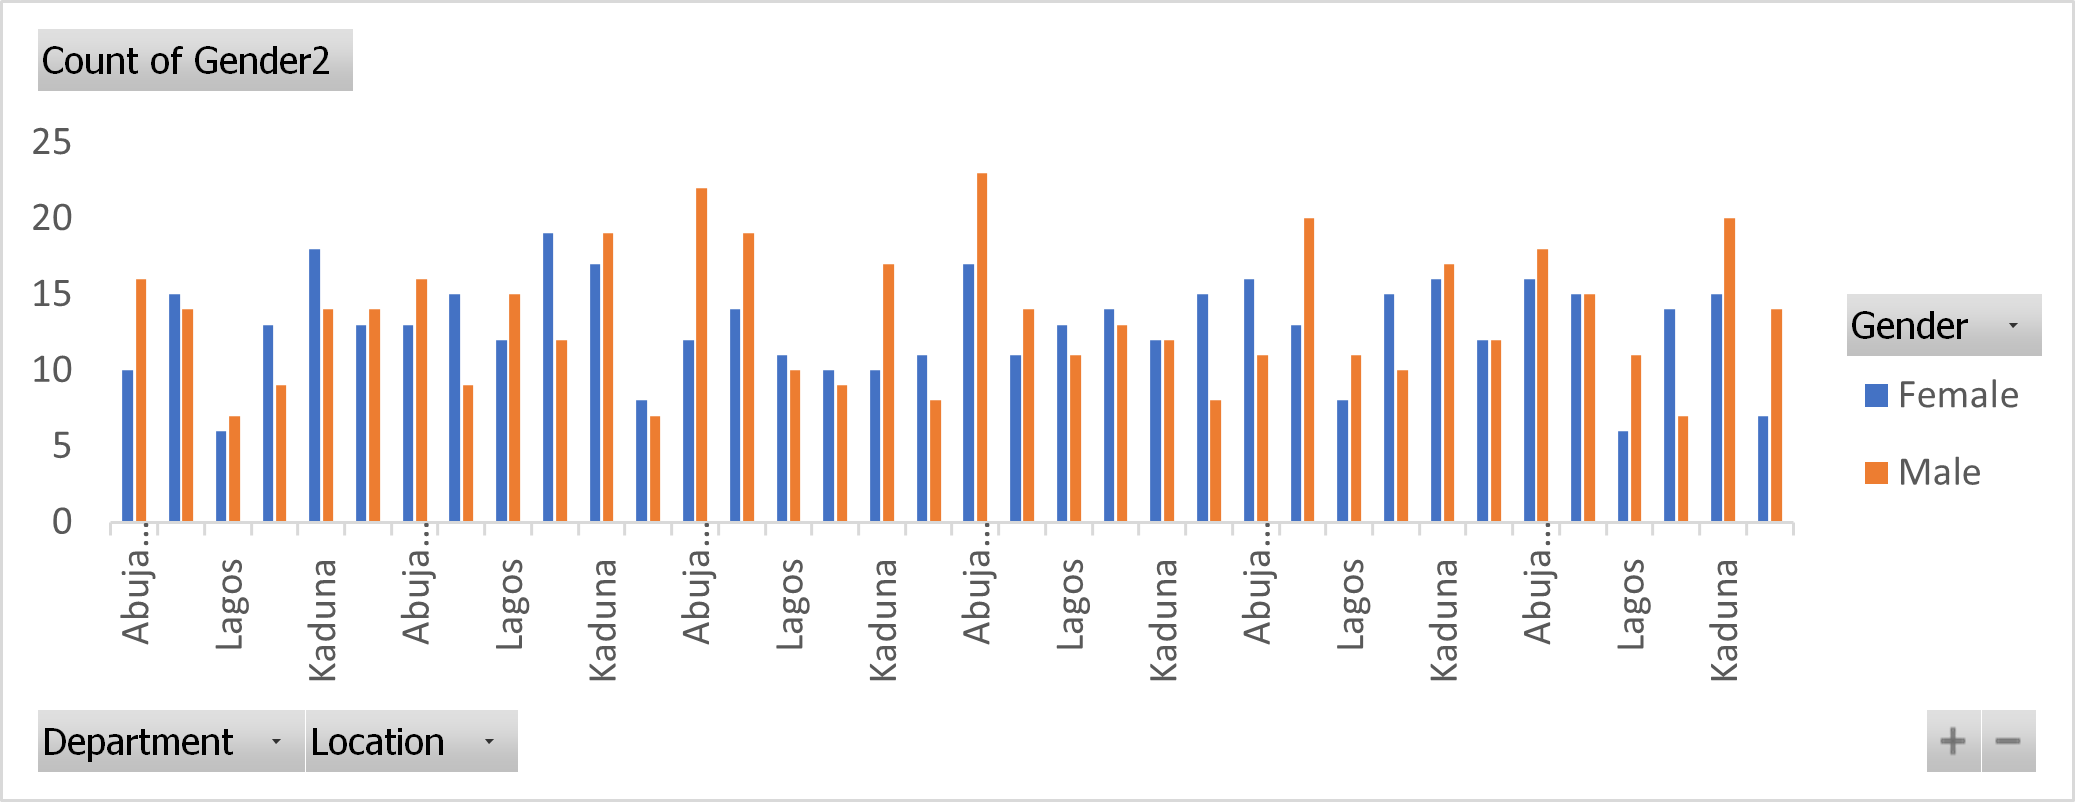 Count of Gender2
25
20
15
10
5
0
Abuja...
Lagos
Kaduna
Abuja...
Lagos
Kaduna
Abuja...
Lagos
Kaduna
Abuja...
Lagos
Kaduna
Abuja...
Lagos
Kaduna
Abuja...
Lagos
Kaduna
Gender
Female
Male
Department
Location